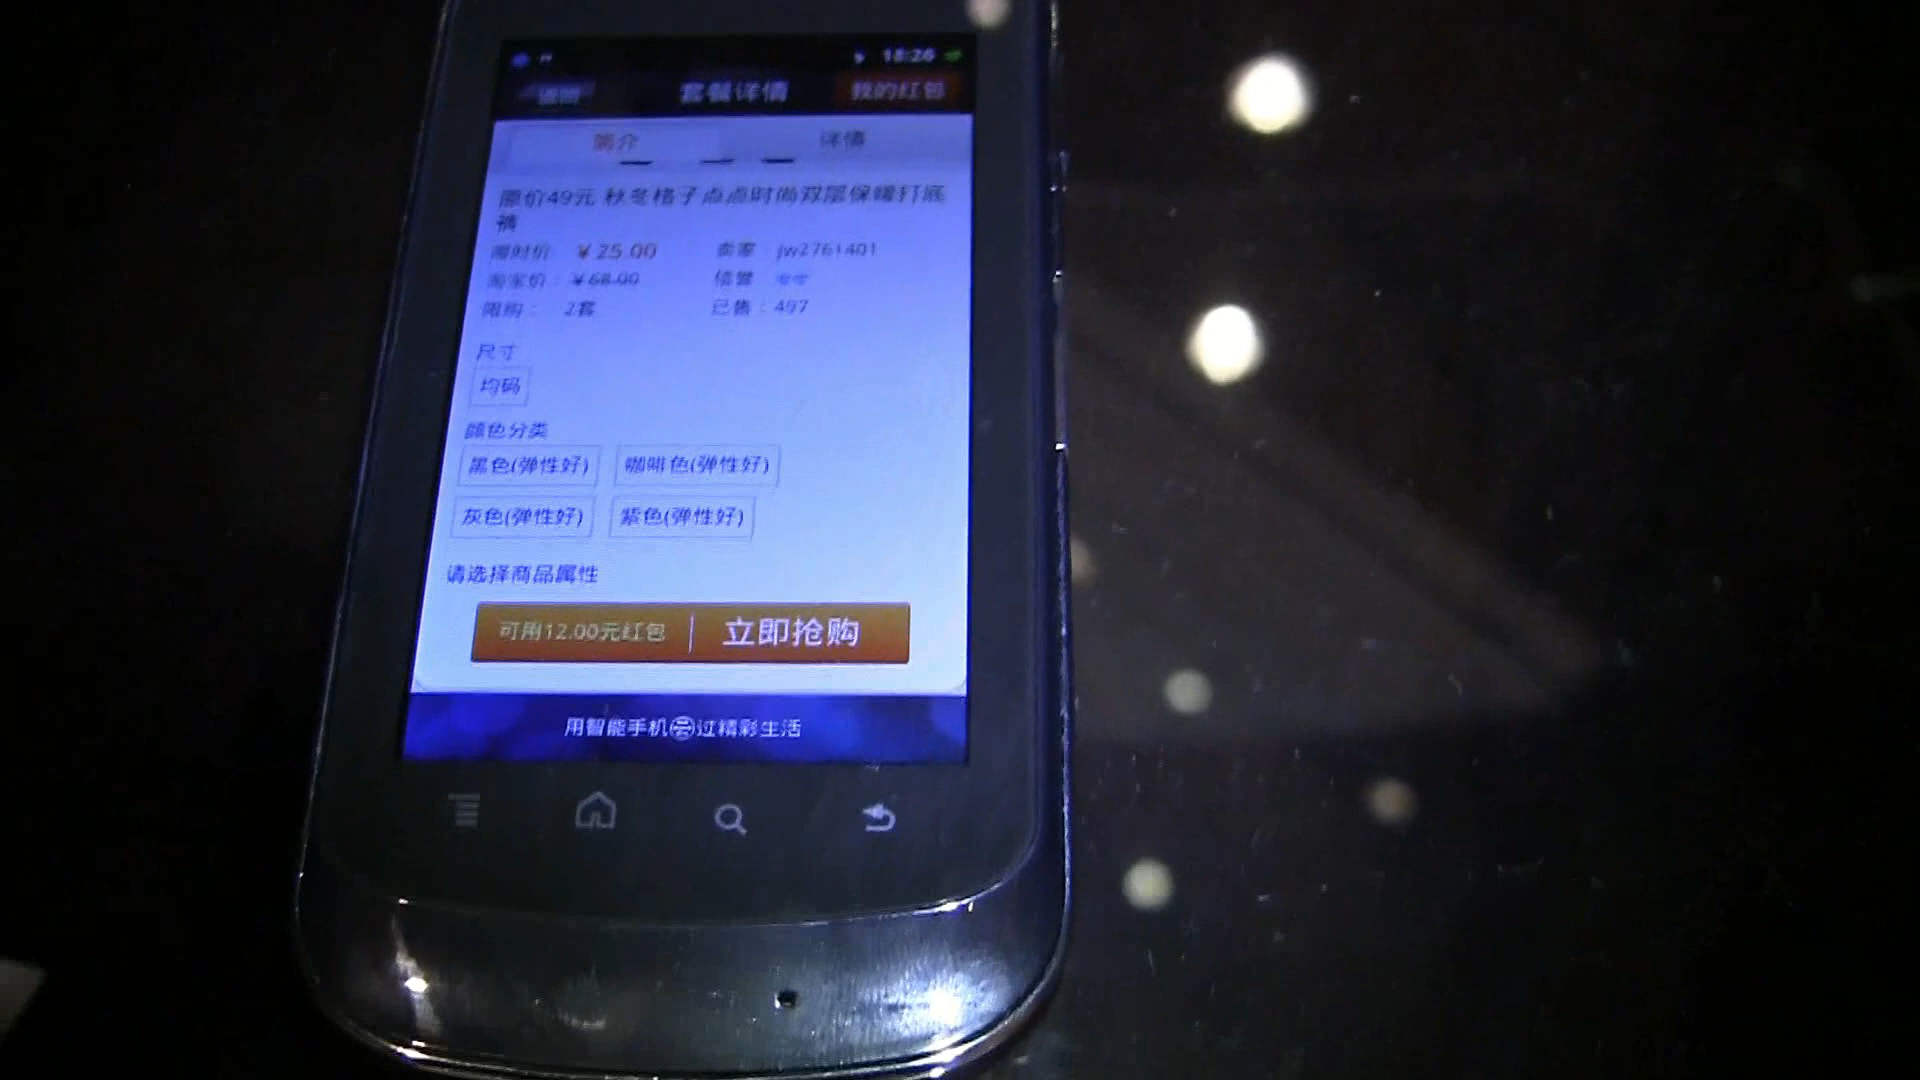 18:26
返回 套餐详情 我的红包
简介 详情
原价49元 秋冬格子点点时尚双层保暖打底
裤
限时价: ¥25.00 卖家: jw2761401
淘宝价: ¥68.00 信誉
限购: 2套 已售: 497
尺寸
均码
颜色分类
黑色(弹性好) 咖啡色(弹性好)
灰色(弹性好) 紫色(弹性好)
请选择商品属性
可用12.00元红包 立即抢购
用智能手机云过精彩生活